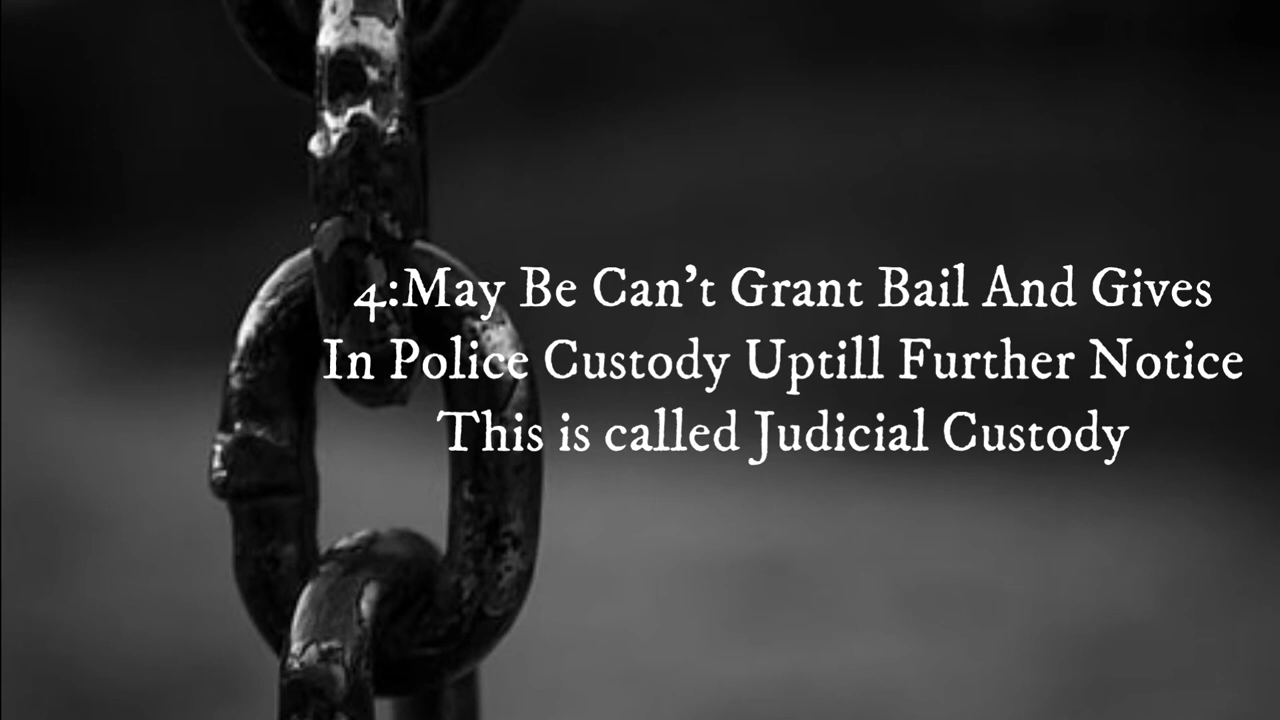 4:May Be Can't Grant Bail And Gives
In Police Custody Uptill Further Notice
This is called Judicial Custody